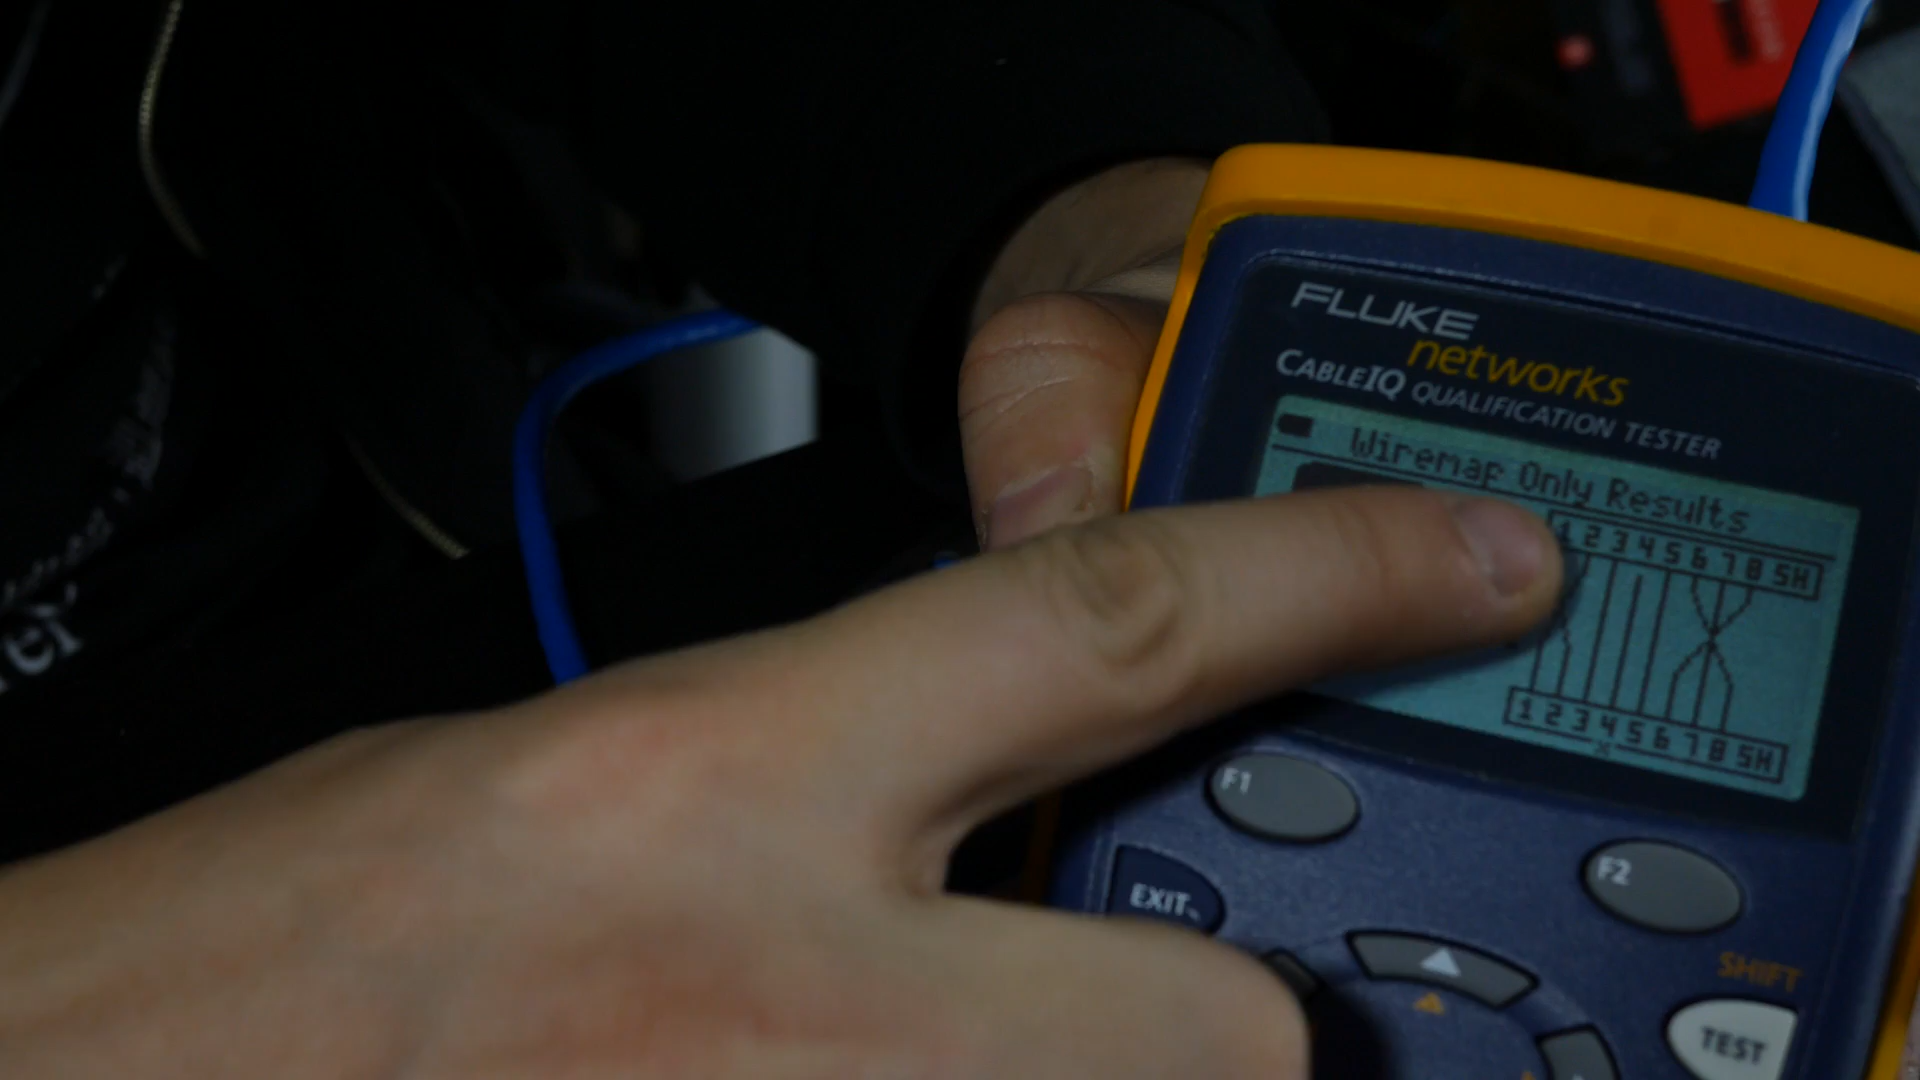 FLUKE
networks
CABLEIQ QUALIFICATION TESTER
Wiremap Only Results
1 2 3 4 5 6 7 8 SH
1 2 3 4 5 6 7 8 SH
x
F1
F2
EXIT
SHIFT
TEST